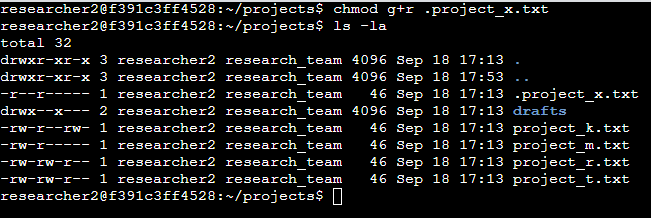 researcher2@f391c3ff4528:~/projects$ chmod g+r .project_x.txt
researcher2@f391c3ff4528:~/projects$ ls -la
total 32
drwxr-xr-x 3 researcher2 research_team 4096 Sep 18 17:13 .
drwxr-xr-x 3 researcher2 research_team 4096 Sep 18 17:53 ..
-r--r----- 1 researcher2 research_team   46 Sep 18 17:13 .project_x.txt
drwx--x--- 2 researcher2 research_team 4096 Sep 18 17:13 drafts
-rw-r--rw- 1 researcher2 research_team   46 Sep 18 17:13 project_k.txt
-rw-r----- 1 researcher2 research_team   46 Sep 18 17:13 project_m.txt
-rw-rw-r-- 1 researcher2 research_team   46 Sep 18 17:13 project_r.txt
-rw-rw-r-- 1 researcher2 research_team   46 Sep 18 17:13 project_t.txt
researcher2@f391c3ff4528:~/projects$